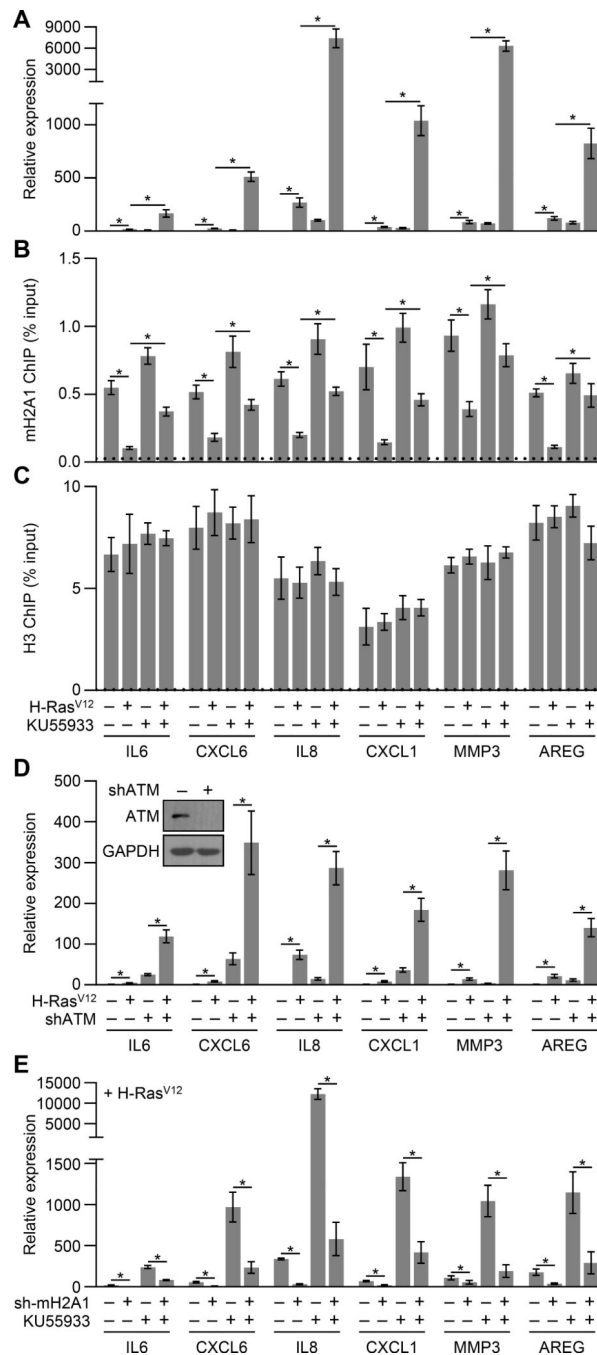 A
Relative expression
9000
6000
3000
1000
500
0
* * * * * * * * * * * *
B
mH2A1 ChIP (% input)
1.5
1.0
0.5
0.0
* * * * * * * * * * * *
C
H3 ChIP (% input)
10
5
0
H-RasV12 – + – + – + – + – + – + – + – + – + – + – + – +
KU55933 – – + + – – + + – – + + – – + + – – + + – – + +
IL6 CXCL6 IL8 CXCL1 MMP3 AREG
D
Relative expression
500
400
300
200
100
0
shATM – +
ATM
GAPDH
* * * * * * * * * * * *
H-RasV12 – + – + – + – + – + – + – + – + – + – + – + – +
shATM – – + + – – + + – – + + – – + + – – + + – – + +
IL6 CXCL6 IL8 CXCL1 MMP3 AREG
E
Relative expression
+ H-RasV12
15000
10000
5000
1500
1000
500
0
* * * * * * * * * * * *
sh-mH2A1 – + – + – + – + – + – + – + – + – + – + – + – +
KU55933 – – + + – – + + – – + + – – + + – – + + – – + +
IL6 CXCL6 IL8 CXCL1 MMP3 AREG